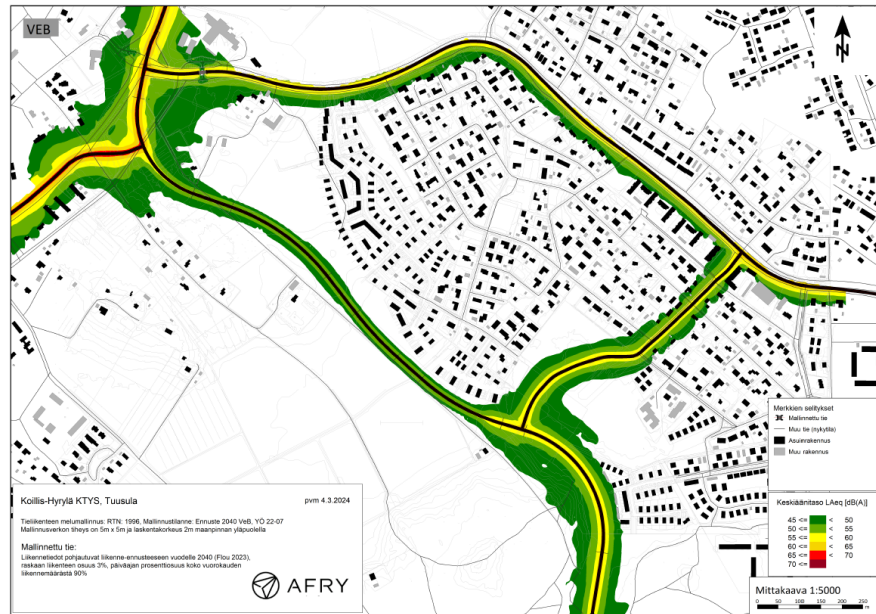 VEB
N
Merkkien selitykset
Mallinnettu tie
Muu tie (nykytila)
Asuinrakennus
Muu rakennus
Koillis-Hyrylä KTYS, Tuusula
pvm 4.3.2024
Tieliikenteen melumallinnus: RTN: 1996, Mallinnustilanne: Ennuste 2040 VeB, YÖ 22-07
Mallinnusverkon tiheys on 5m x 5m ja laskentakorkeus 2m maanpinnan yläpuolella
Mallinnettu tie:
Liikennetiedot pohjautuvat liikenne-ennusteeseen vuodelle 2040 (Flou 2023),
raskaan liikenteen osuus 3%, päiväajan prosenttiosuus koko vuorokauden
liikennemäärästä 90%
AFRY
Keskiäänitaso LAeq [dB(A)]
45 <= < 50
50 <= < 55
55 <= < 60
60 <= < 65
65 <= < 70
70 <=
Mittakaava 1:5000
0 50 100 150 200 250
m